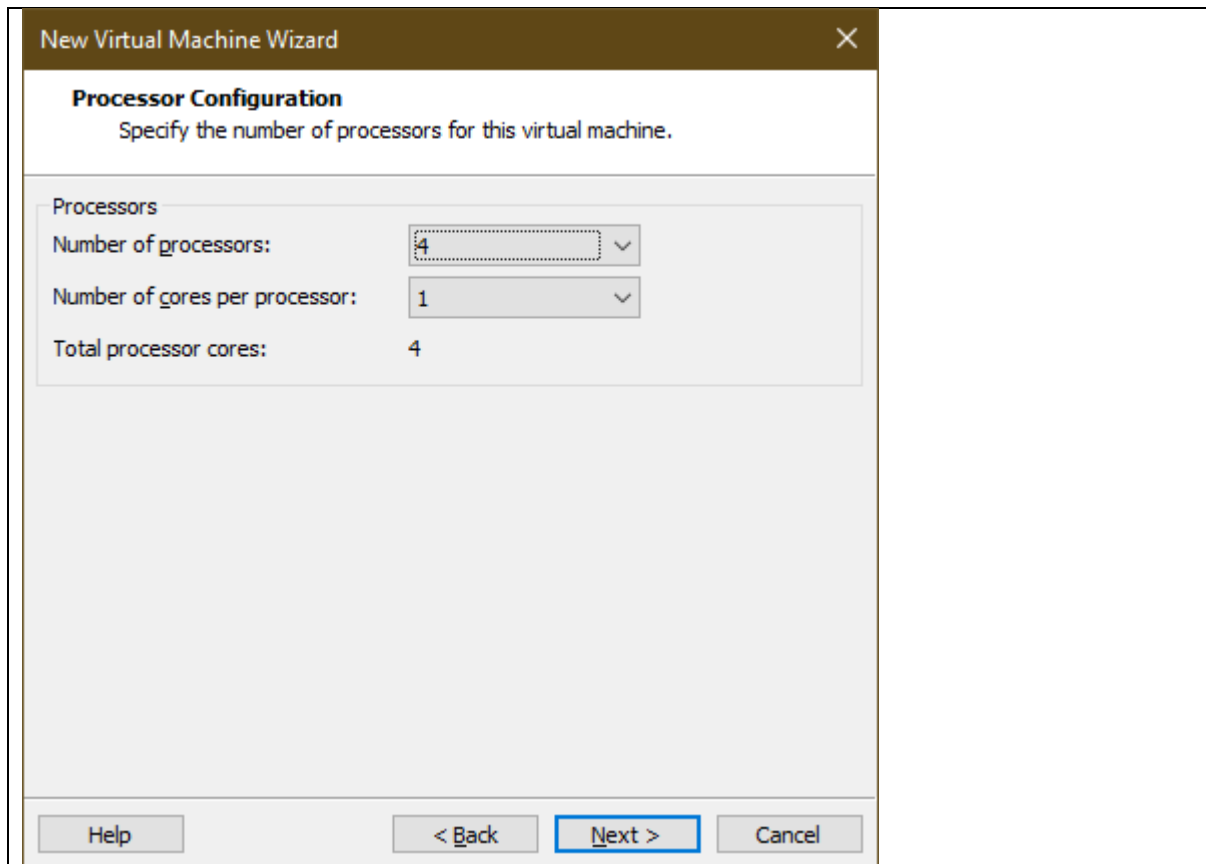 New Virtual Machine Wizard
Processor Configuration
Specify the number of processors for this virtual machine.
Processors
Number of processors: 4
Number of cores per processor: 1
Total processor cores: 4
Help < Back Next > Cancel